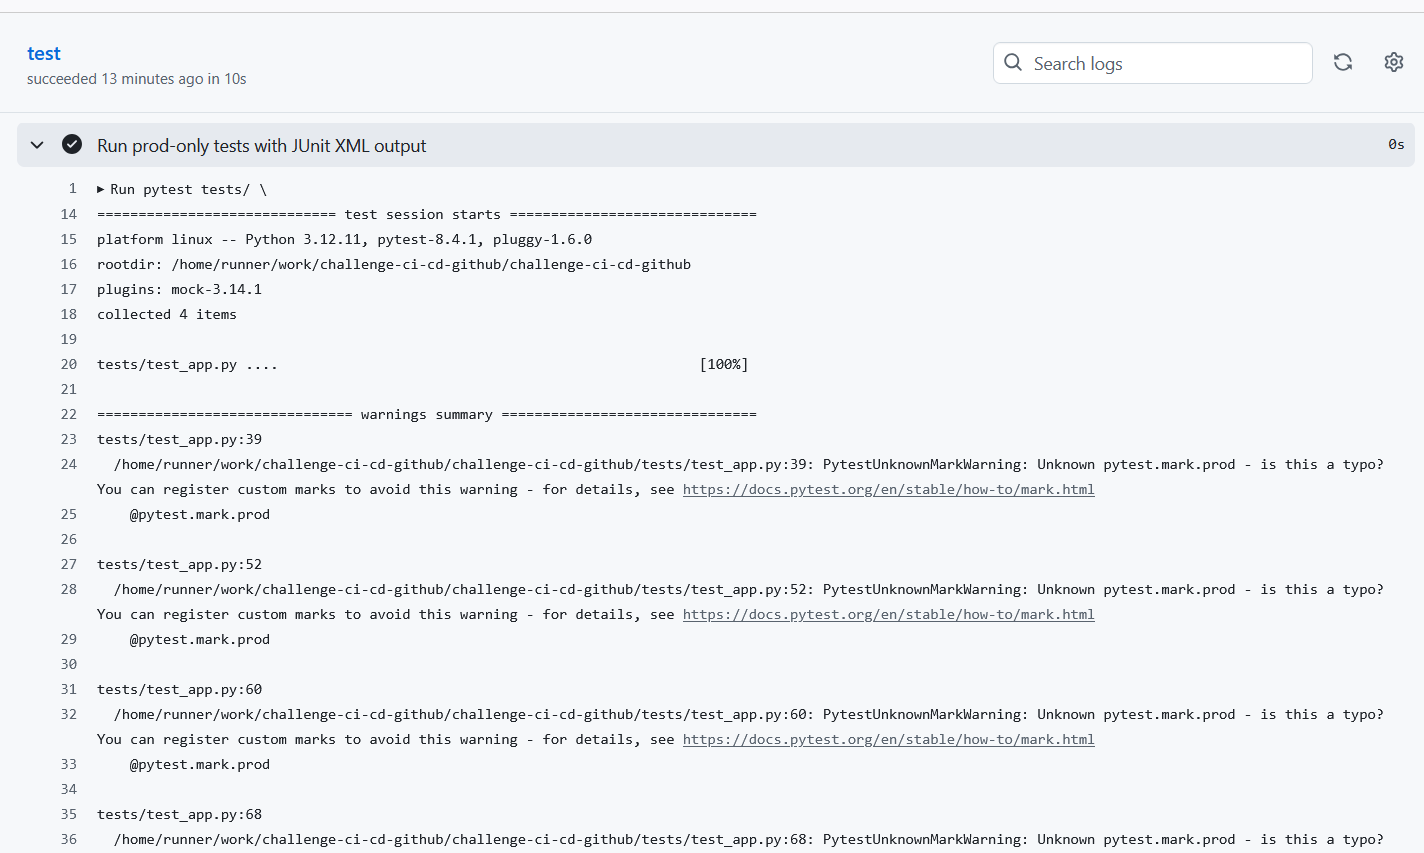 test
succeeded 13 minutes ago in 10s
Search logs
Run prod-only tests with JUnit XML output 0s
1 Run pytest tests/ \
14 ============================= test session starts ==============================
15 platform linux -- Python 3.12.11, pytest-8.4.1, pluggy-1.6.0
16 rootdir: /home/runner/work/challenge-ci-cd-github/challenge-ci-cd-github
17 plugins: mock-3.14.1
18 collected 4 items
19
20 tests/test_app.py .... [100%]
21
22 =============================== warnings summary ===============================
23 tests/test_app.py:39
24 /home/runner/work/challenge-ci-cd-github/challenge-ci-cd-github/tests/test_app.py:39: PytestUnknownMarkWarning: Unknown pytest.mark.prod - is this a typo?
You can register custom marks to avoid this warning - for details, see https://docs.pytest.org/en/stable/how-to/mark.html
25 @pytest.mark.prod
26
27 tests/test_app.py:52
28 /home/runner/work/challenge-ci-cd-github/challenge-ci-cd-github/tests/test_app.py:52: PytestUnknownMarkWarning: Unknown pytest.mark.prod - is this a typo?
You can register custom marks to avoid this warning - for details, see https://docs.pytest.org/en/stable/how-to/mark.html
29 @pytest.mark.prod
30
31 tests/test_app.py:60
32 /home/runner/work/challenge-ci-cd-github/challenge-ci-cd-github/tests/test_app.py:60: PytestUnknownMarkWarning: Unknown pytest.mark.prod - is this a typo?
You can register custom marks to avoid this warning - for details, see https://docs.pytest.org/en/stable/how-to/mark.html
33 @pytest.mark.prod
34
35 tests/test_app.py:68
36 /home/runner/work/challenge-ci-cd-github/challenge-ci-cd-github/tests/test_app.py:68: PytestUnknownMarkWarning: Unknown pytest.mark.prod - is this a typo?